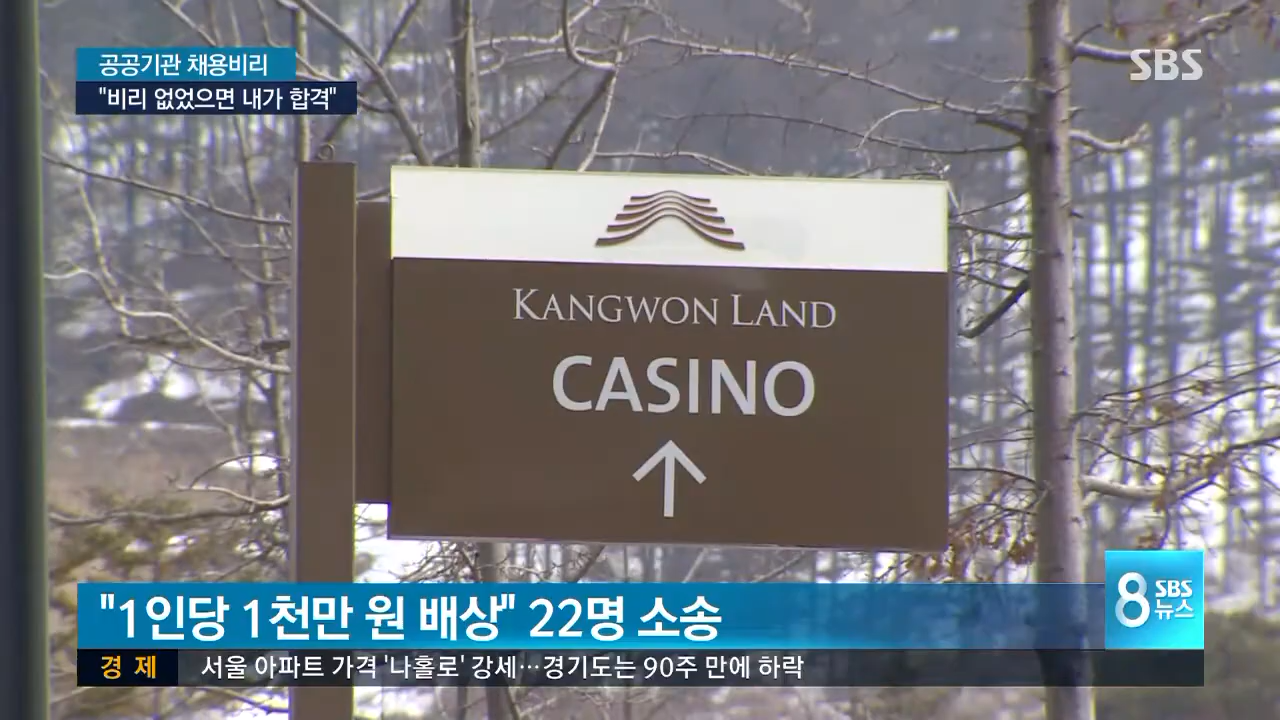 공공기관 채용비리
SBS
"비리 없었으면 내가 합격"
KANGWON LAND
CASINO
"1인당 1천만 원 배상" 22명 소송
8 SBS 뉴스
경제 서울 아파트 가격 '나홀로' 강세…경기도는 90주 만에 하락